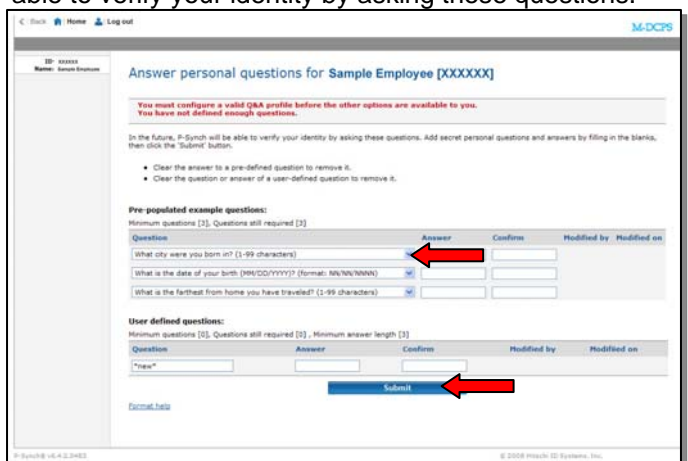 able to verify your identity by asking these questions.
Back Home Log out
M-DCPS
ID: XXXXXX
Name: Sample Employee
Answer personal questions for Sample Employee [XXXXXX]
You must configure a valid Q&A profile before the other options are available to you.
You have not defined enough questions.
In the future, P-Synch will be able to verify your identity by asking these questions. Add secret personal questions and answers by filling in the blanks,
then click the 'Submit' button.
Clear the answer to a pre-defined question to remove it.
Clear the question or answer of a user-defined question to remove it.
Pre-populated example questions:
Minimum questions [3], Questions still required [3]
Question Answer Confirm Modified by Modified on
What city were you born in? (1-99 characters)
What is the date of your birth (MM/DD/YYYY)? (format: NN/NN/NNNN)
What is the farthest from home you have traveled? (1-99 characters)
User defined questions:
Minimum questions [0], Questions still required [0] , Minimum answer length [3]
Question Answer Confirm Modified by Modified on
*new*
Submit
Format help
P-Synch® v6.4.2.3483
© 2008 Hitachi ID Systems, Inc.